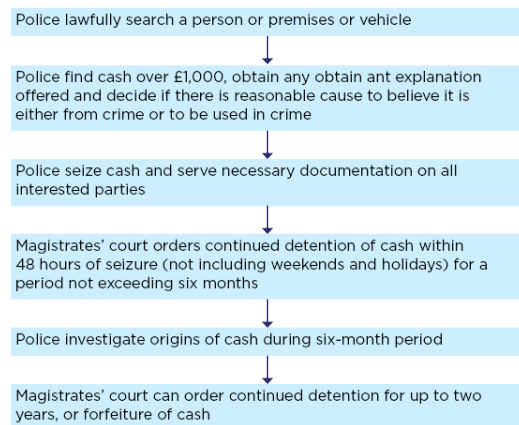 Police lawfully search a person or premises or vehicle
Police find cash over £1,000, obtain any obtain ant explanation
offered and decide if there is reasonable cause to believe it is
either from crime or to be used in crime
Police seize cash and serve necessary documentation on all
interested parties
Magistrates’ court orders continued detention of cash within
48 hours of seizure (not including weekends and holidays) for a
period not exceeding six months
Police investigate origins of cash during six-month period
Magistrates’ court can order continued detention for up to two
years, or forfeiture of cash